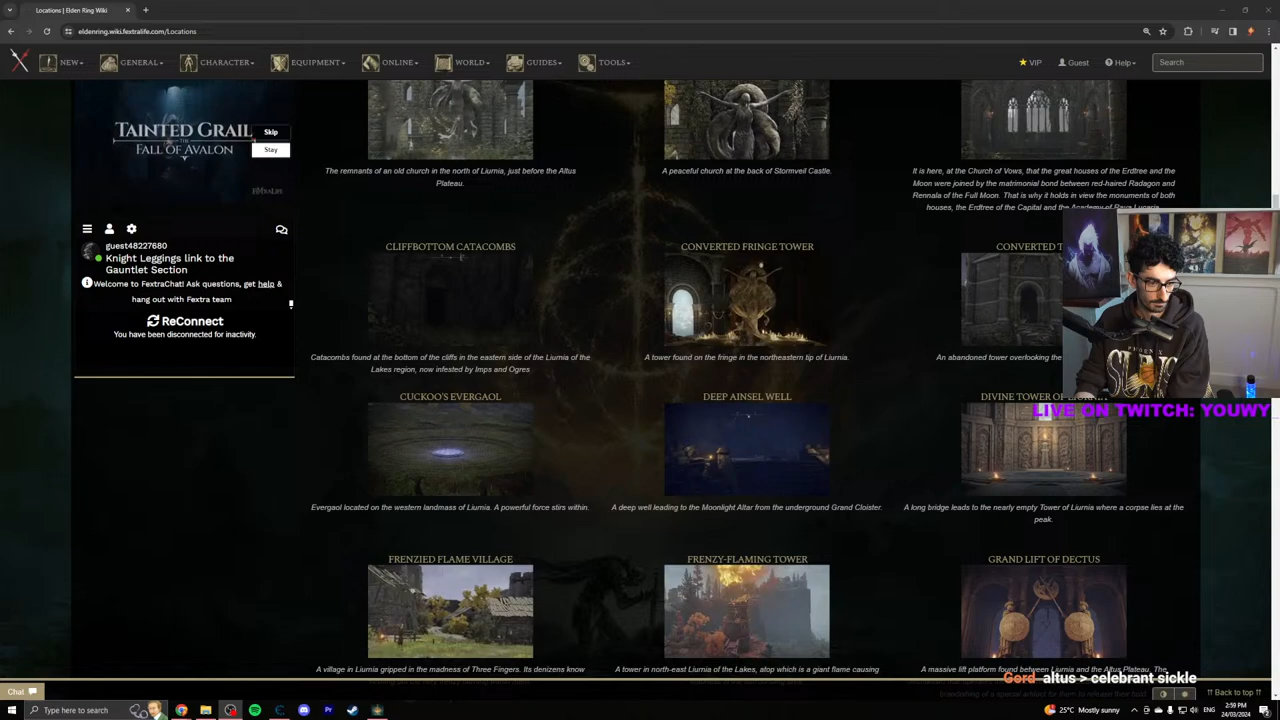 Locations | Elden Ring Wiki
eldenring.wiki.fextralife.com/Locations
NEW
GENERAL
CHARACTER
EQUIPMENT
ONLINE
WORLD
GUIDES
TOOLS
VIP
Guest
Help
Search
TAINTED GRAIL
THE
FALL OF AVALON
Skip
Stay
FEXTRALIFE
The remnants of an old church in the north of Liurnia, just before the Altus
Plateau.
A peaceful church at the back of Stormveil Castle.
It is here, at the Church of Vows, that the great houses of the Erdtree and the
Moon were joined by the matrimonial bond between red-haired Radagon and
Rennala of the Full Moon. That is why it holds in view the monuments of both
houses, the Erdtree of the Capital and the Academy of Raya Lucaria.
guest48227680
Knight Leggings link to the
Gauntlet Section
Welcome to FextraChat! Ask questions, get help &
hang out with Fextra team
ReConnect
You have been disconnected for inactivity.
CLIFFBOTTOM CATACOMBS
CONVERTED FRINGE TOWER
CONVERTED T
Catacombs found at the bottom of the cliffs in the eastern side of the Liurnia of the
Lakes region, now infested by Imps and Ogres
A tower found on the fringe in the northeastern tip of Liurnia.
An abandoned tower overlooking the
CUCKOO'S EVERGAOL
DEEP AINSEL WELL
DIVINE TOWER OF LIURNIA
LIVE ON TWITCH: YOUWY
Evergaol located on the western landmass of Liurnia. A powerful force stirs within.
A deep well leading to the Moonlight Altar from the underground Grand Cloister.
A long bridge leads to the nearly empty Tower of Liurnia where a corpse lies at the
peak.
FRENZIED FLAME VILLAGE
FRENZY-FLAMING TOWER
GRAND LIFT OF DECTUS
A village in Liurnia gripped in the madness of Three Fingers. Its denizens know
A tower in north-east Liurnia of the Lakes, atop which is a giant flame causing
A massive lift platform found between Liurnia and the Altus Plateau. The
Gord altus > celebrant sickle
Chat
Back to top
Type here to search
25°C Mostly sunny
2:59 PM
24/03/2024